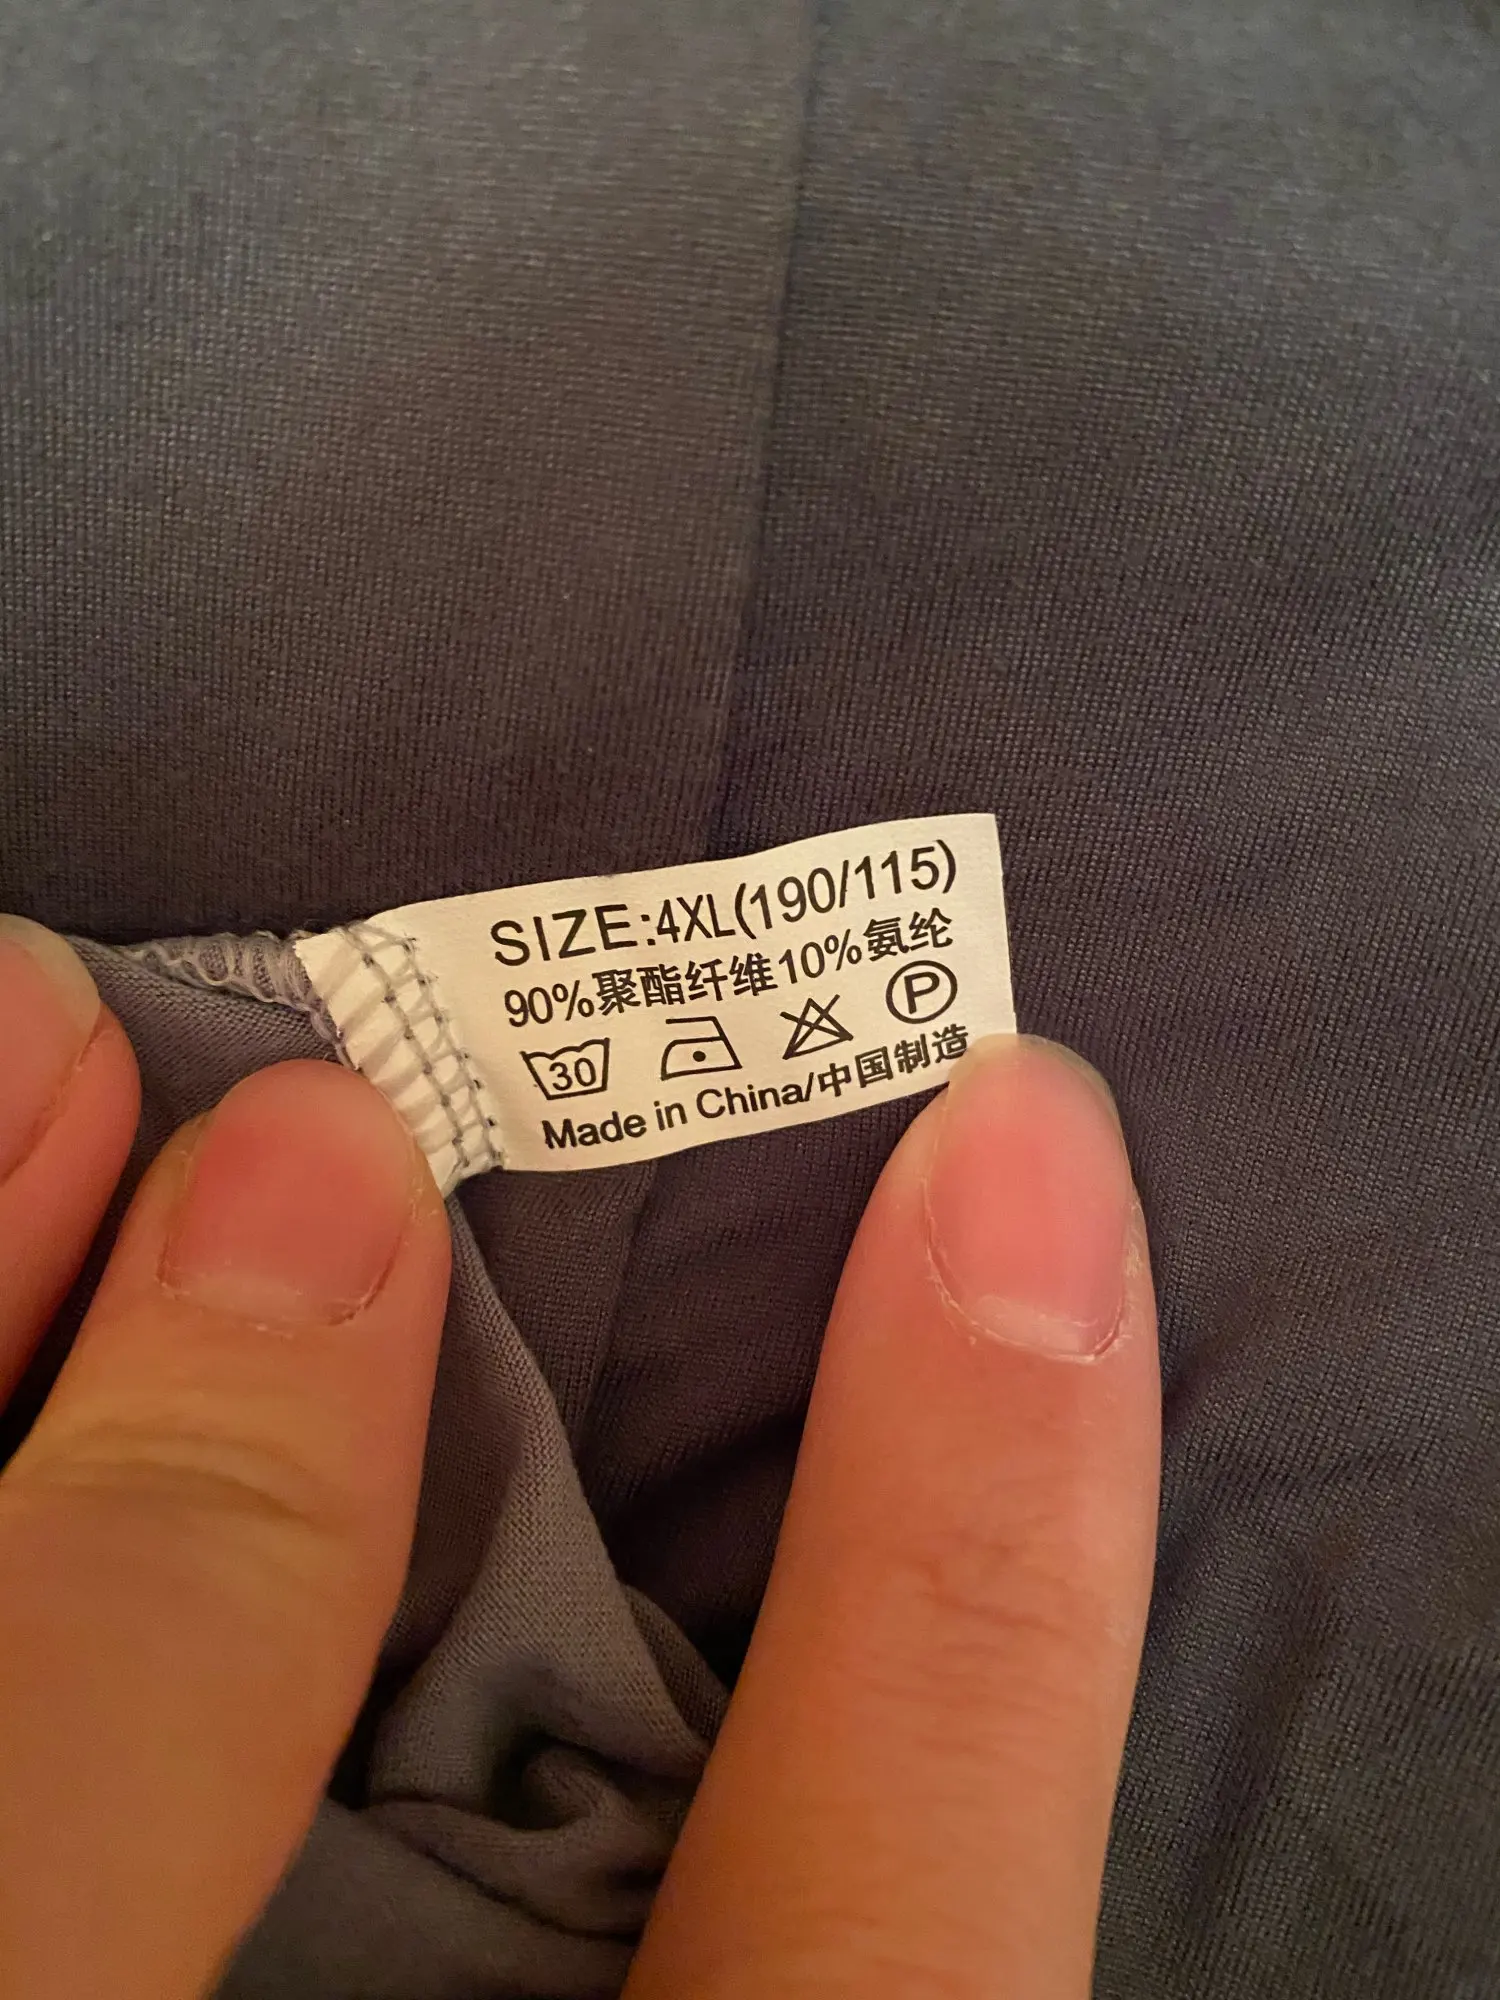 SIZE:4XL(190/115)
90%聚酯纤维10%氨纶
30 P
Made in China/中国制造